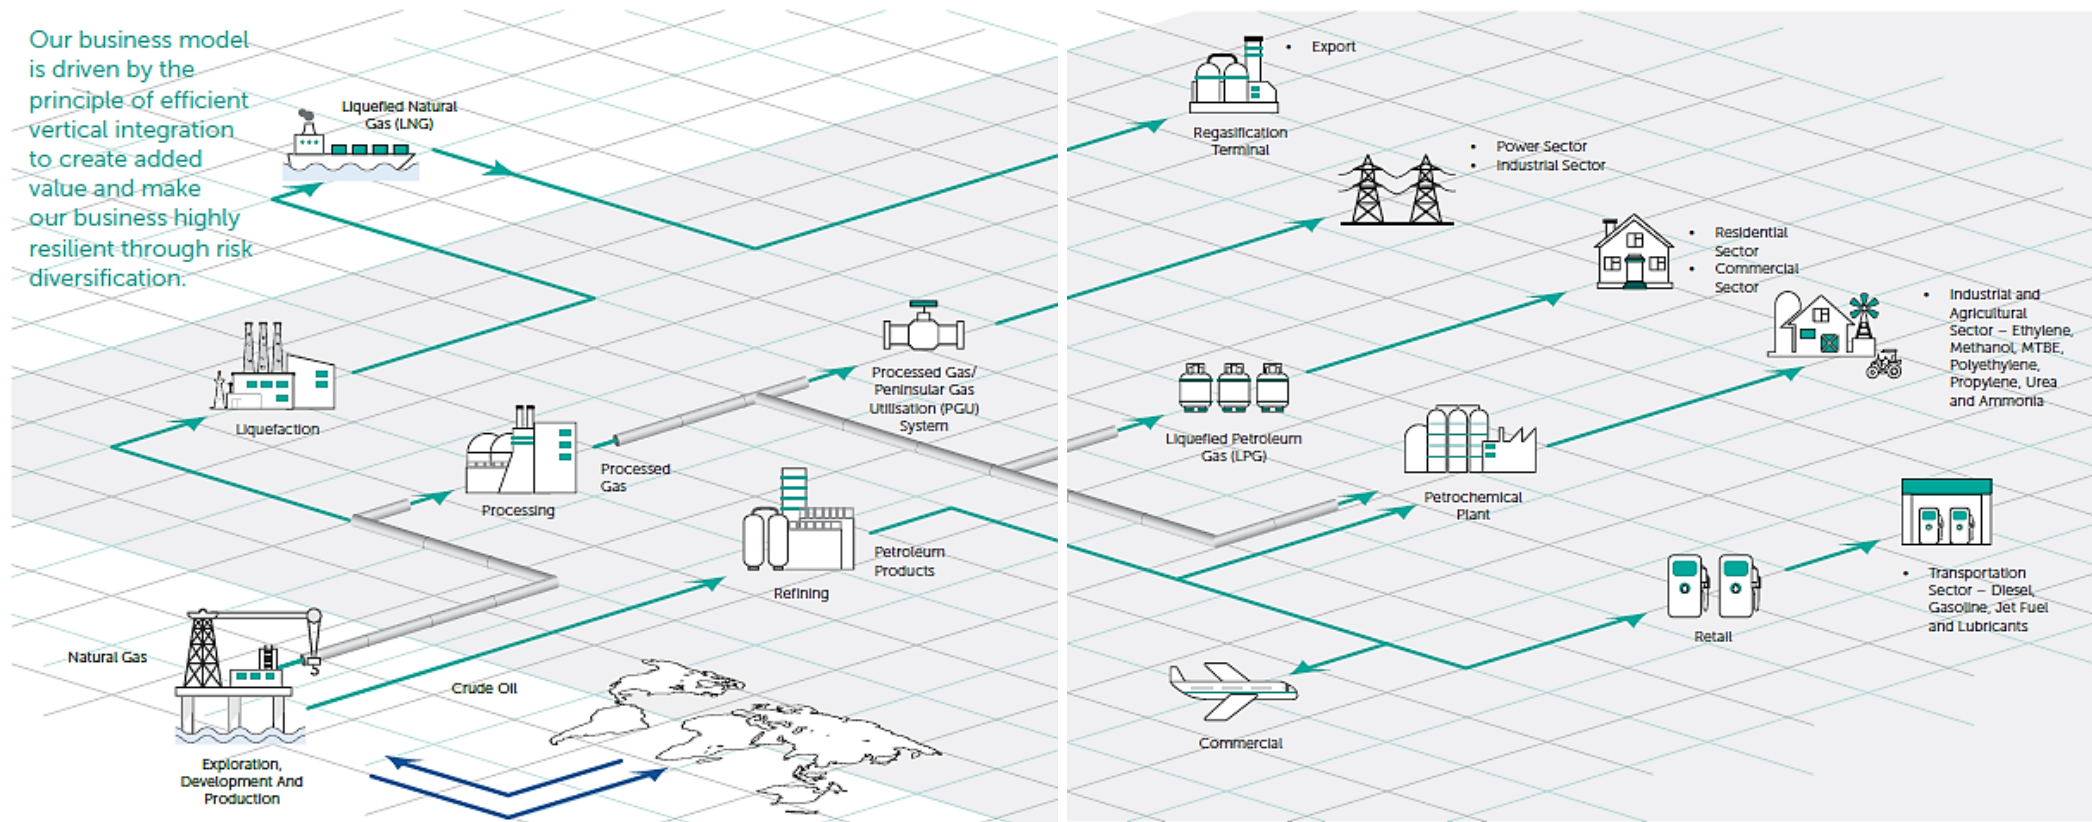 Our business model
is driven by the
principle of efficient
vertical integration
to create added
value and make
our business highly
resilient through risk
diversification.
Liquefied Natural
Gas (LNG)
Liquefaction
Processing
Processed
Gas
Processed Gas/
Peninsular Gas
Utilisation (PGU)
System
Petroleum
Products
Refining
Natural Gas
Crude Oil
Exploration,
Development And
Production
• Export
Regasification
Terminal
• Power Sector
• Industrial Sector
• Residential
Sector
• Commercial
Sector
• Industrial and
Agricultural
Sector – Ethylene,
Methanol, MTBE,
Polyethylene,
Propylene, Urea
and Ammonia
Liquefied Petroleum
Gas (LPG)
Petrochemical
Plant
• Transportation
Sector – Diesel,
Gasoline, Jet Fuel
and Lubricants
Retail
Commercial